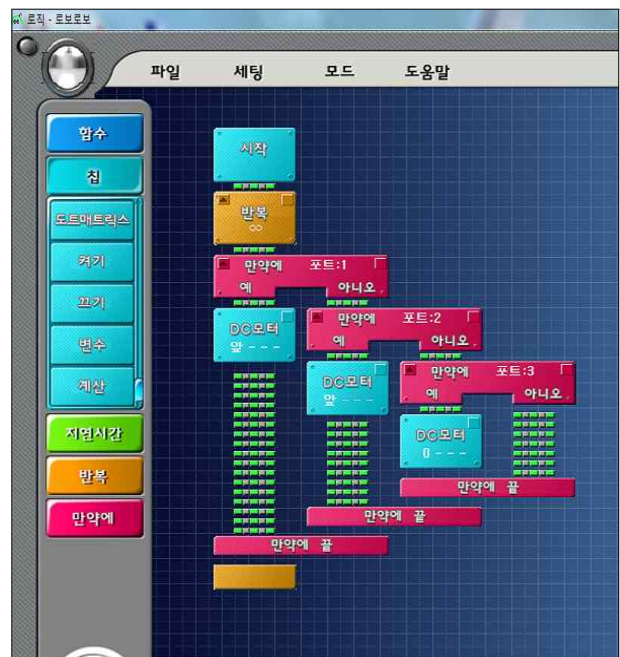 로직 - 로보로보
파일 세팅 모드 도움말
함수
칩
도트매트릭스
켜기
끄기
변수
계산
지연시간
반복
만약에
시작
반복
∞
만약에 포트:1
예 아니오
DC모터
앞 - - -
만약에 포트:2
예 아니오
DC모터
앞 - - -
만약에 포트:3
예 아니오
DC모터
0 - - -
만약에 끝
만약에 끝
만약에 끝